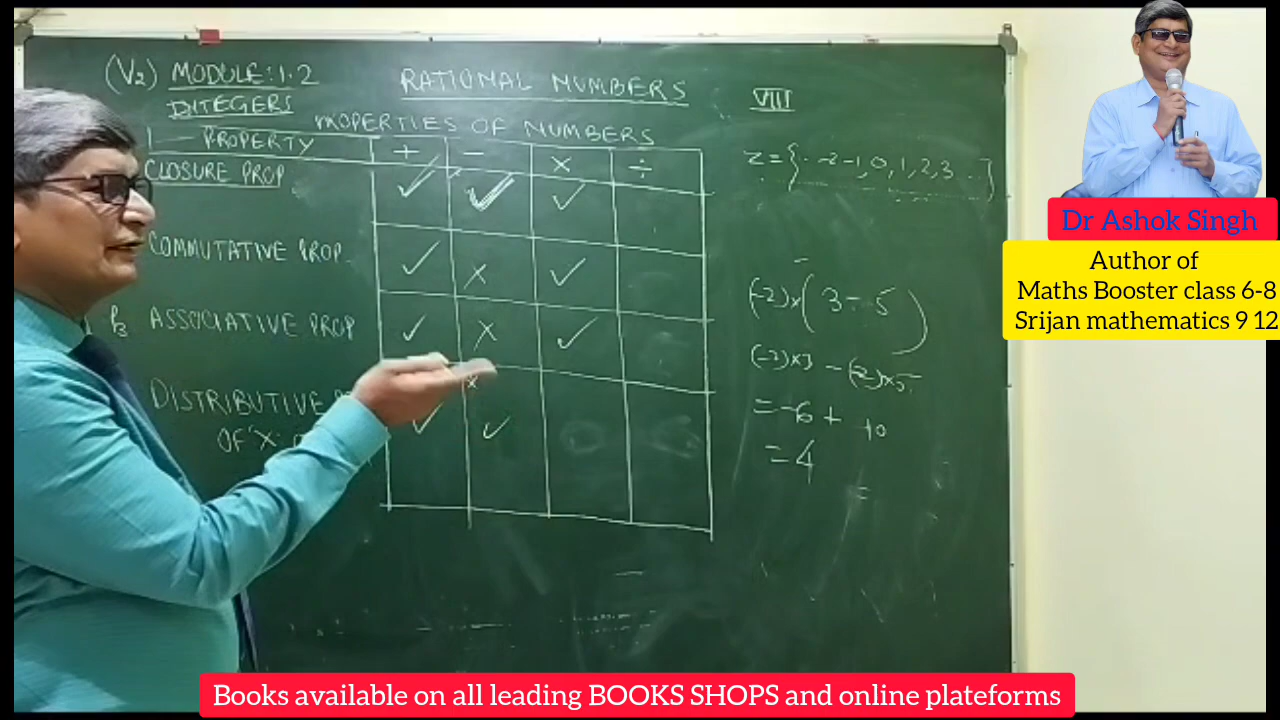 (V2) MODULE: 1.2
INTEGERS
RATIONAL NUMBERS
VIII
PROPERTIES OF NUMBERS
PROPERTY + - × ÷
CLOSURE PROP. ✓ ✓ ✓
COMMUTATIVE PROP. ✓ × ✓
P3 ASSOCIATIVE PROP ✓ × ✓
DISTRIBUTIVE
OF 'X' ✓ ✓
×
Z = {.. -2 -1, 0, 1, 2, 3 ...}
(-2) × (3 - 5)
(-2)×3 - (-2)×5
= -6 + 10
= 4
=
Dr Ashok Singh
Author of
Maths Booster class 6-8
Srijan mathematics 9 12
Books available on all leading BOOKS SHOPS and online plateforms